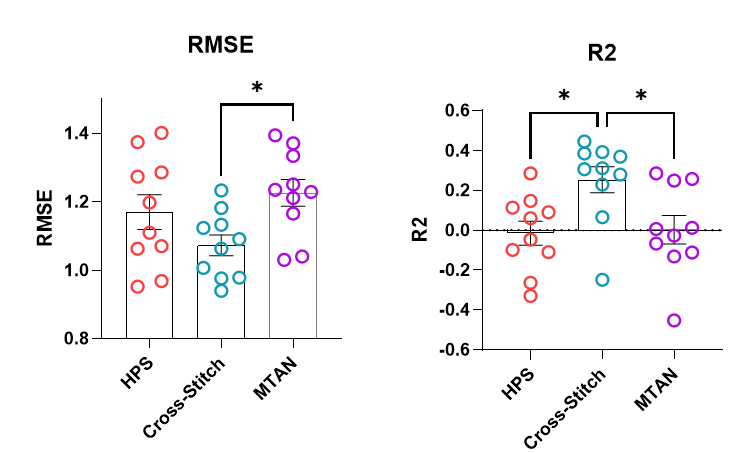 RMSE
*
RMSE
1.4
1.2
1.0
0.8
HPS
Cross-Stitch
MTAN
R2
*
*
R2
0.6
0.4
0.2
0.0
-0.2
-0.4
-0.6
HPS
Cross-Stitch
MTAN